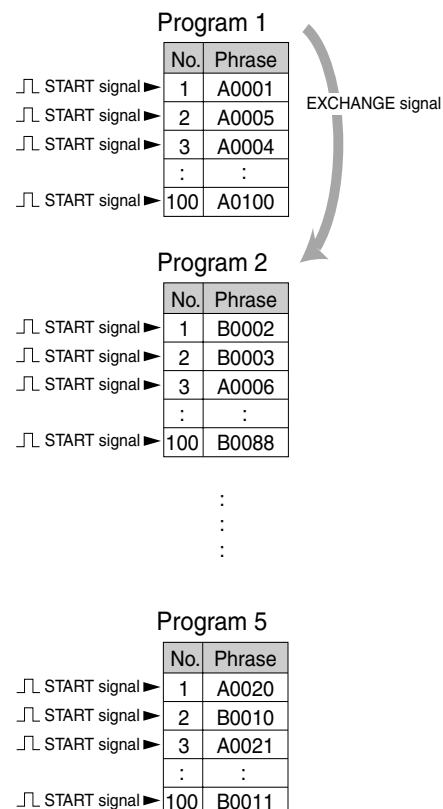 Program 1
No. Phrase
START signal 1 A0001
EXCHANGE signal
START signal 2 A0005
START signal 3 A0004
: :
START signal 100 A0100
Program 2
No. Phrase
START signal 1 B0002
START signal 2 B0003
START signal 3 A0006
: :
START signal 100 B0088
:
:
:
Program 5
No. Phrase
START signal 1 A0020
START signal 2 B0010
START signal 3 A0021
: :
START signal 100 B0011